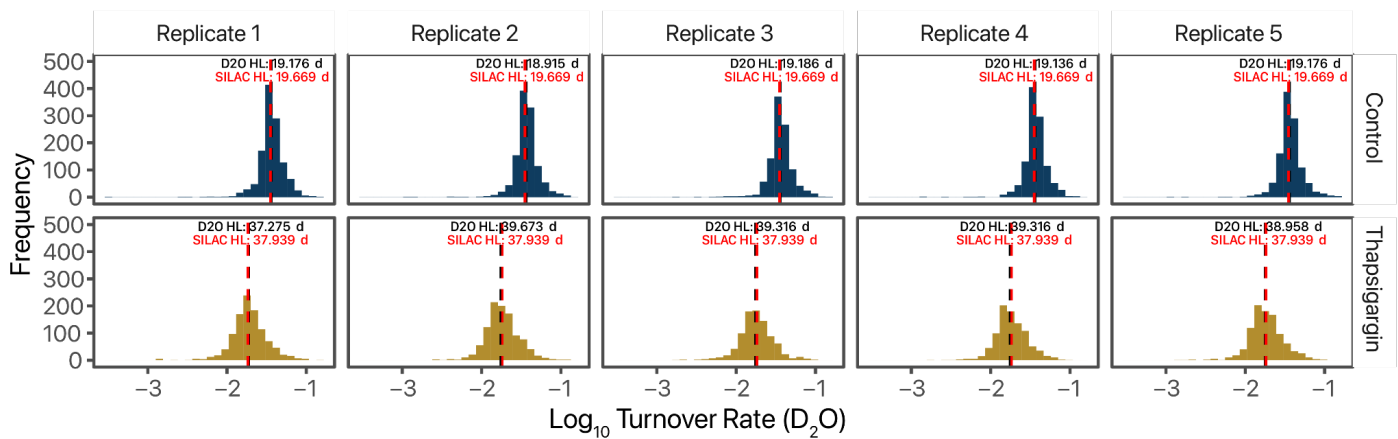 Replicate 1 Replicate 2 Replicate 3 Replicate 4 Replicate 5
Frequency
500
400
300
200
100
0
D2O HL: 19.176 d
SILAC HL: 19.669 d
D2O HL: 18.915 d
SILAC HL: 19.669 d
D2O HL: 19.186 d
SILAC HL: 19.669 d
D2O HL: 19.136 d
SILAC HL: 19.669 d
D2O HL: 19.176 d
SILAC HL: 19.669 d
Control
500
400
300
200
100
0
D2O HL: 37.275 d
SILAC HL: 37.939 d
D2O HL: 39.673 d
SILAC HL: 37.939 d
D2O HL: 39.316 d
SILAC HL: 37.939 d
D2O HL: 39.316 d
SILAC HL: 37.939 d
D2O HL: 38.958 d
SILAC HL: 37.939 d
Thapsigargin
−3 −2 −1 −3 −2 −1 −3 −2 −1 −3 −2 −1 −3 −2 −1
Log₁₀ Turnover Rate (D₂O)